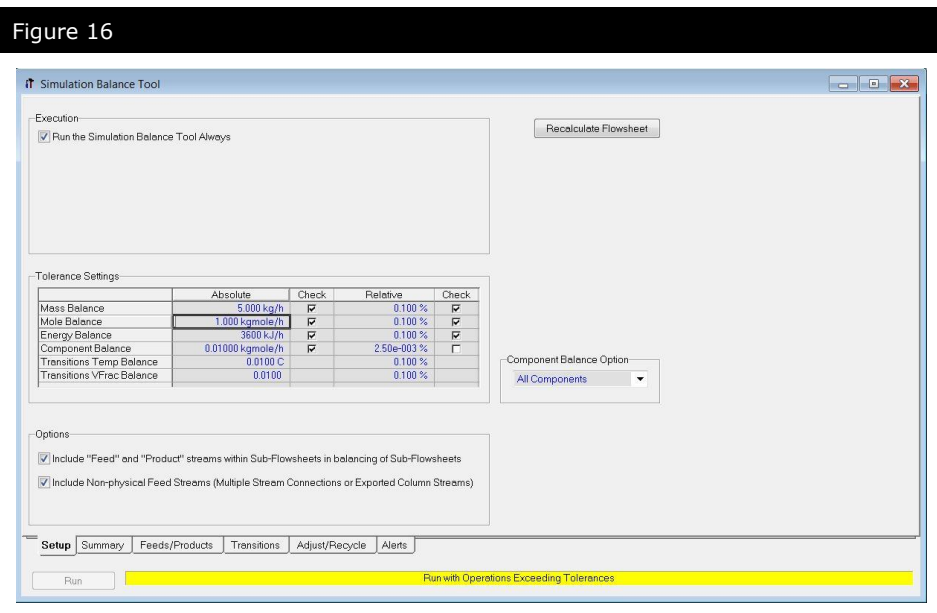 Figure 16
Simulation Balance Tool
Execution
Run the Simulation Balance Tool Always
Recalculate Flowsheet
Tolerance Settings
Absolute Check Relative Check
Mass Balance 5.000 kg/h 0.100 %
Mole Balance 1.000 kgmole/h 0.100 %
Energy Balance 3600 kJ/h 0.100 %
Component Balance 0.01000 kgmole/h 2.50e-003 %
Transitions Temp Balance 0.0100 C 0.100 %
Transitions VFrac Balance 0.0100 0.100 %
Component Balance Option
All Components
Options
Include "Feed" and "Product" streams within Sub-Flowsheets in balancing of Sub-Flowsheets
Include Non-physical Feed Streams (Multiple Stream Connections or Exported Column Streams)
Setup Summary Feeds/Products Transitions Adjust/Recycle Alerts
Run
Run with Operations Exceeding Tolerances